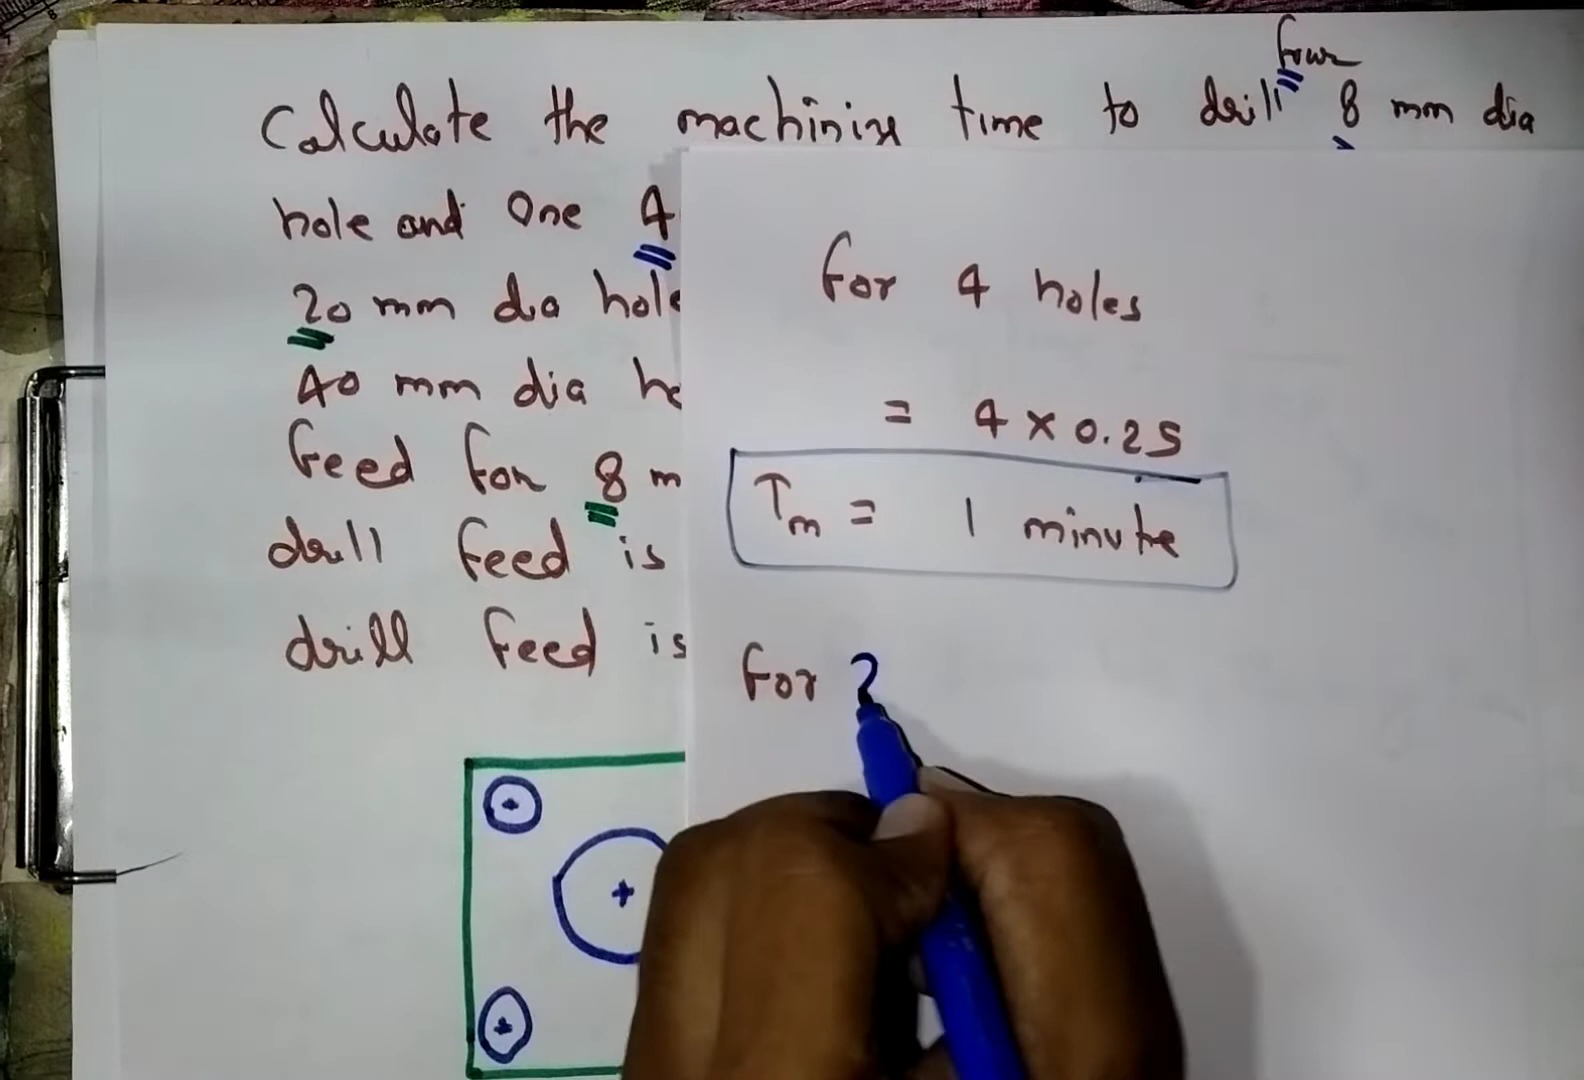 four
Calculate the machining time to drill 8 mm dia
hole and One 4
20 mm dia hole
40 mm dia
feed for 8 m
drill feed is
drill feed is
for 4 holes
= 4 × 0.25
Tm = 1 minute
for 2